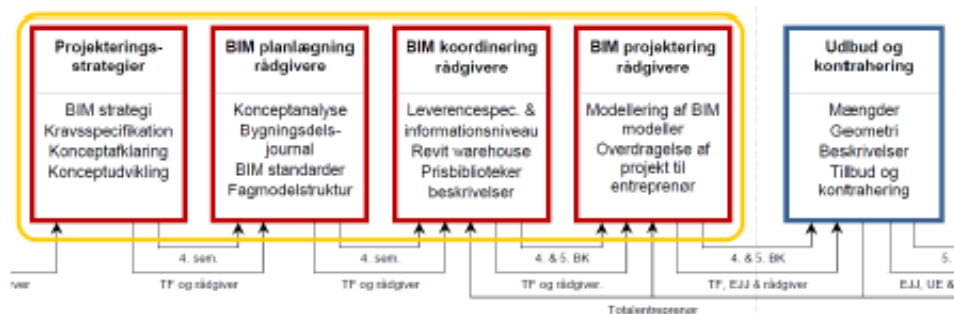 Projekterings-
strategier
BIM strategi
Kravsspecifikation
Konceptafklaring
Konceptudvikling
BIM planlægning
rådgivere
Konceptanalyse
Bygningsdels-
journal
BIM standarder
Fagmodelstruktur
BIM koordinering
rådgivere
Leverencespec. &
informationsniveau
Revit warehouse
Prisbiblioteker
beskrivelser
BIM projektering
rådgivere
Modellering af BIM
modeller
Overdragelse af
projekt til
entreprenør
Udbud og
kontrahering
Mængder
Geometri
Beskrivelser
Tilbud og
kontrahering
4. sem.
4. sem.
4. & 5. BK
4. & 5. BK
5.
TF og rådgiver
TF og rådgiver
TF og rådgiver.
TF, EJJ & rådgiver
EJJ, UE &
Totalentreprenør